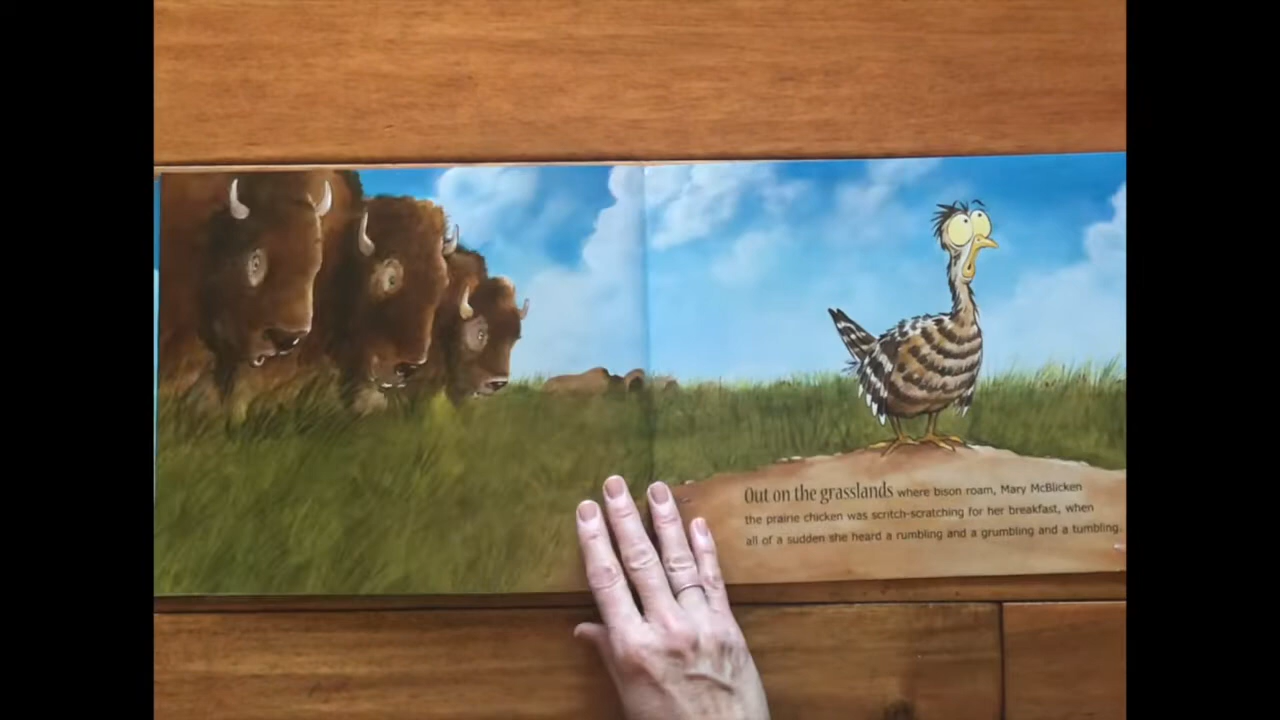 Out on the grasslands where bison roam, Mary McBlicken
the prairie chicken was scritch-scratching for her breakfast, when
all of a sudden she heard a rumbling and a grumbling and a tumbling.